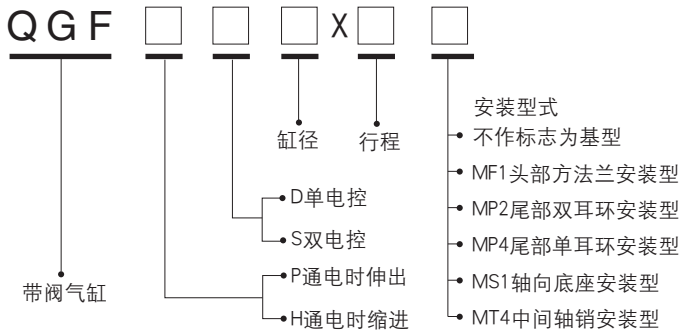 QGF □ □ □ X □ □
安装型式
不作标志为基型
缸径
行程
MF1头部方法兰安装型
D单电控
MP2尾部双耳环安装型
S双电控
MP4尾部单耳环安装型
P通电时伸出
带阀气缸
MS1轴向底座安装型
H通电时缩进
MT4中间轴销安装型